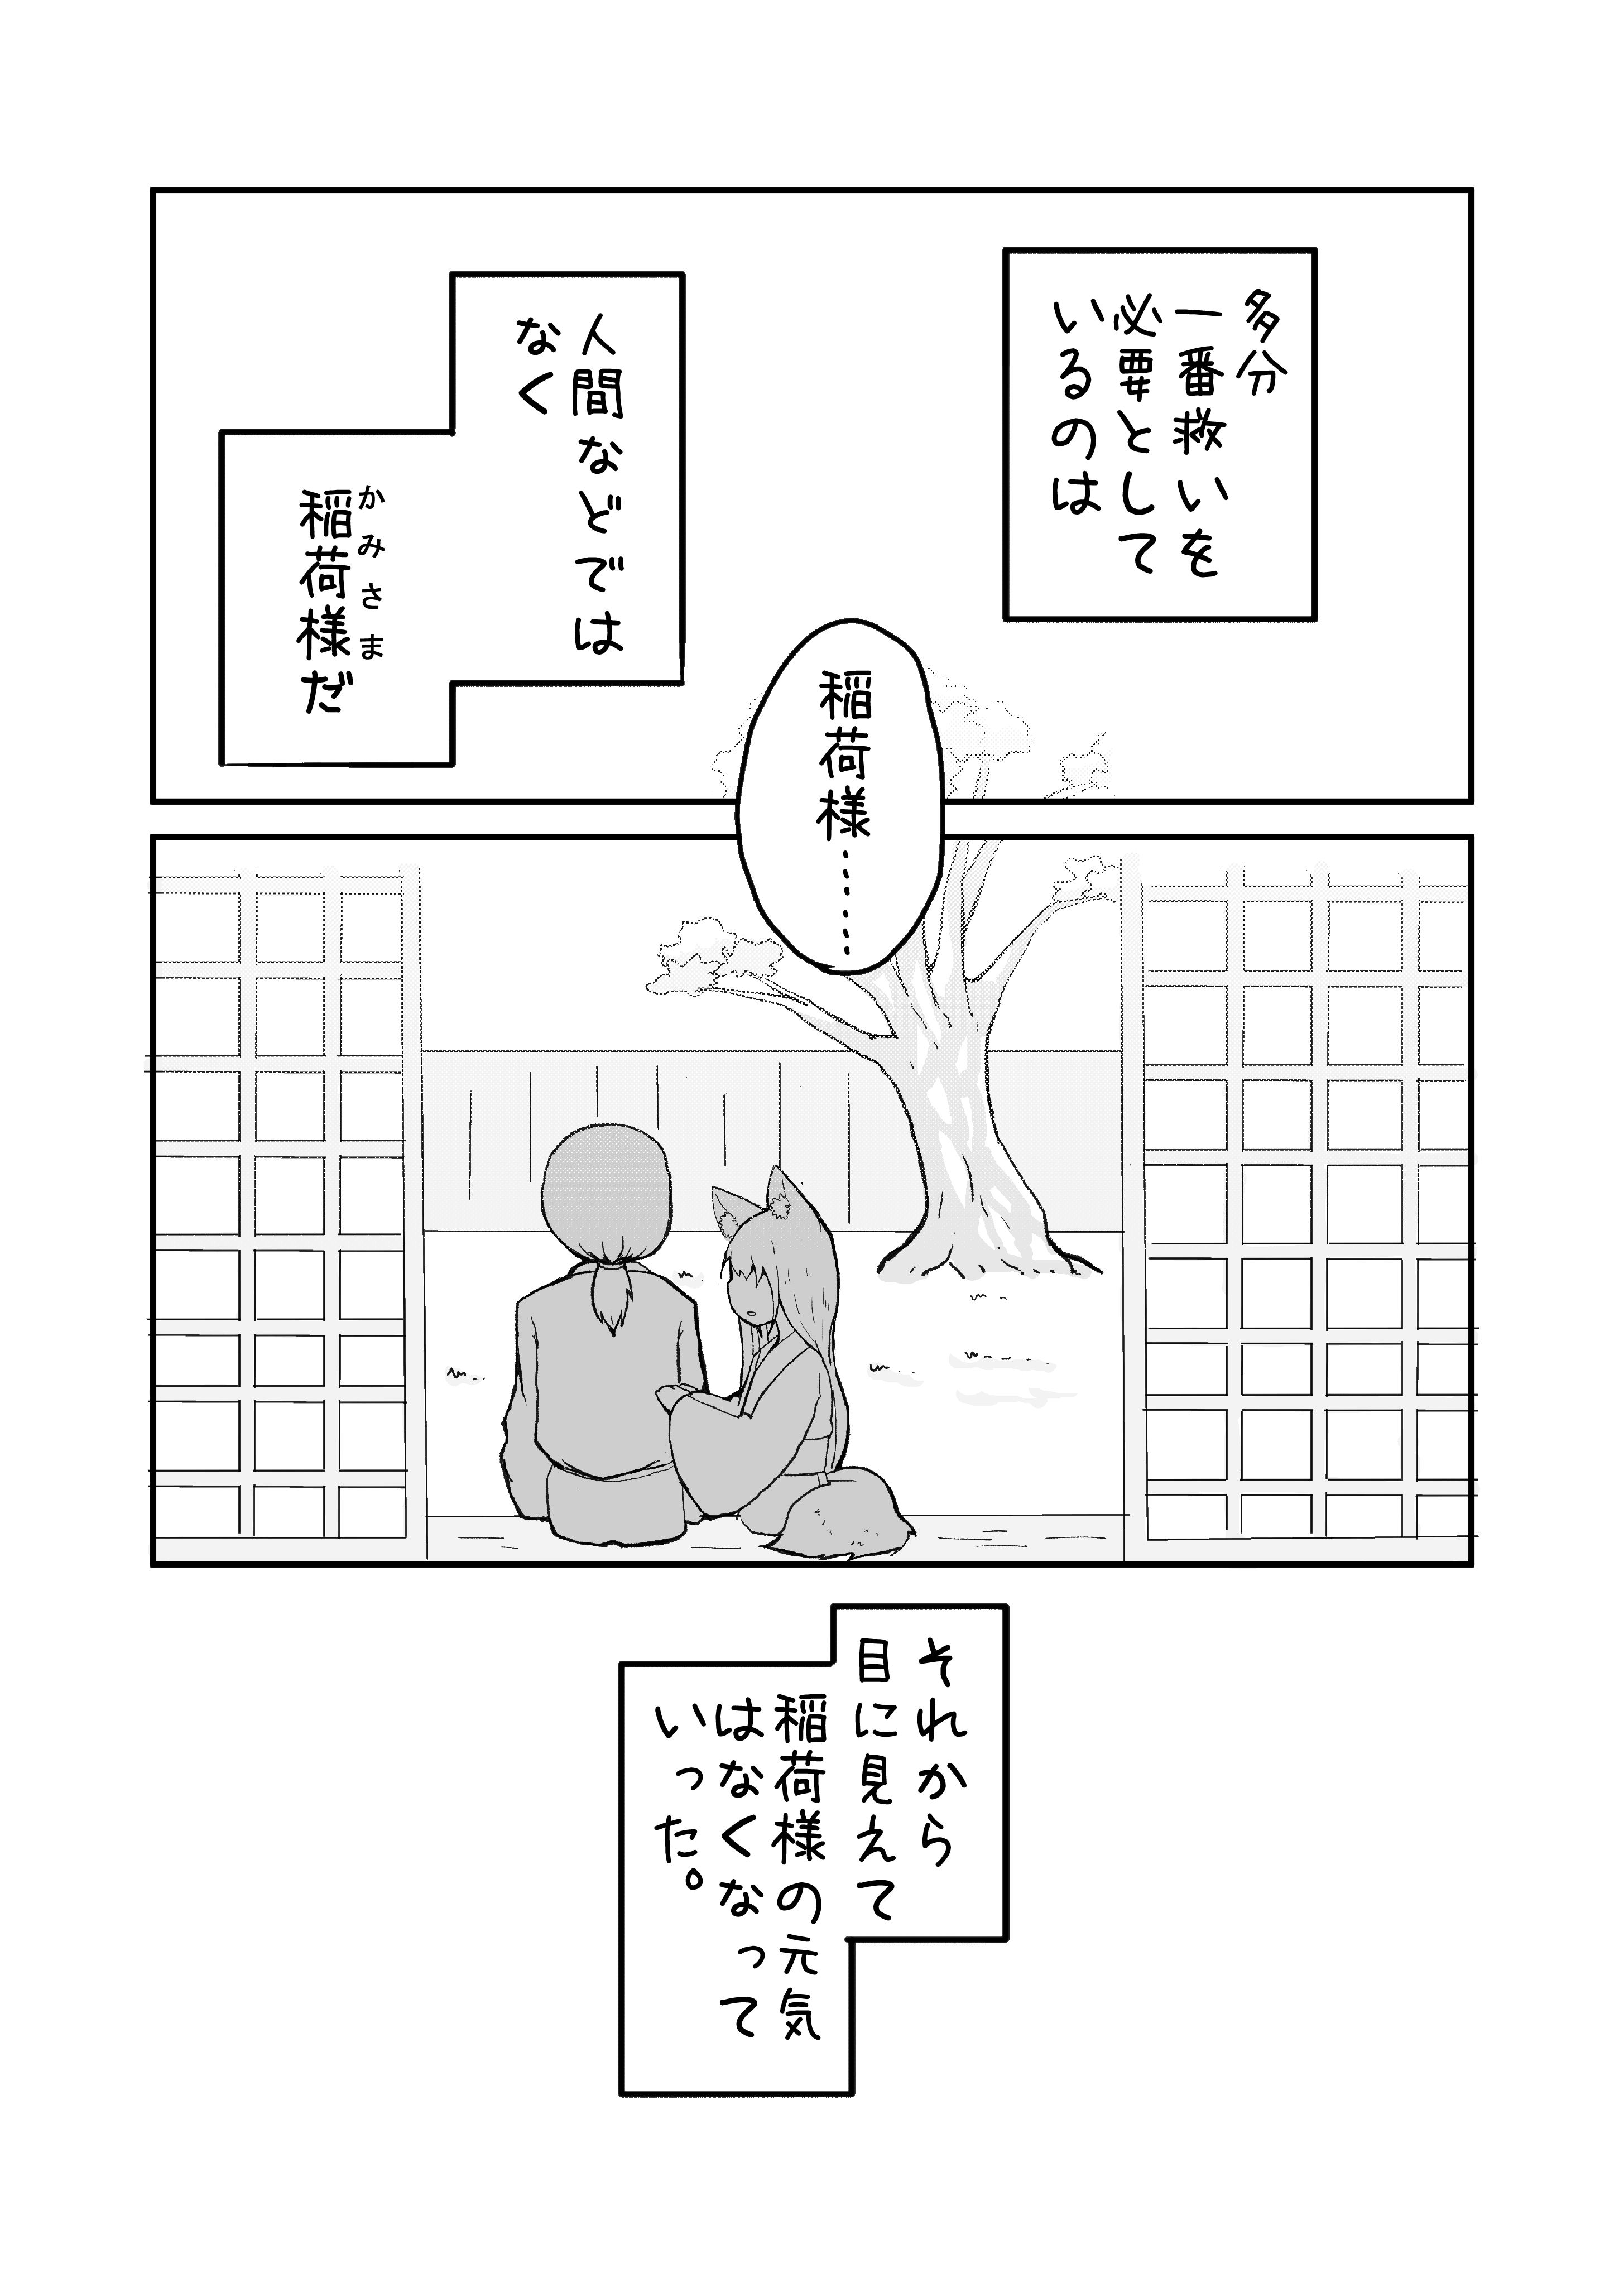 多分
一番救いを
必要として
いるのは
人間などでは
なく
かみさま
稲荷様だ
稲荷様………
それから
目に見えて
稲荷様の元気
はなくなって
いった。